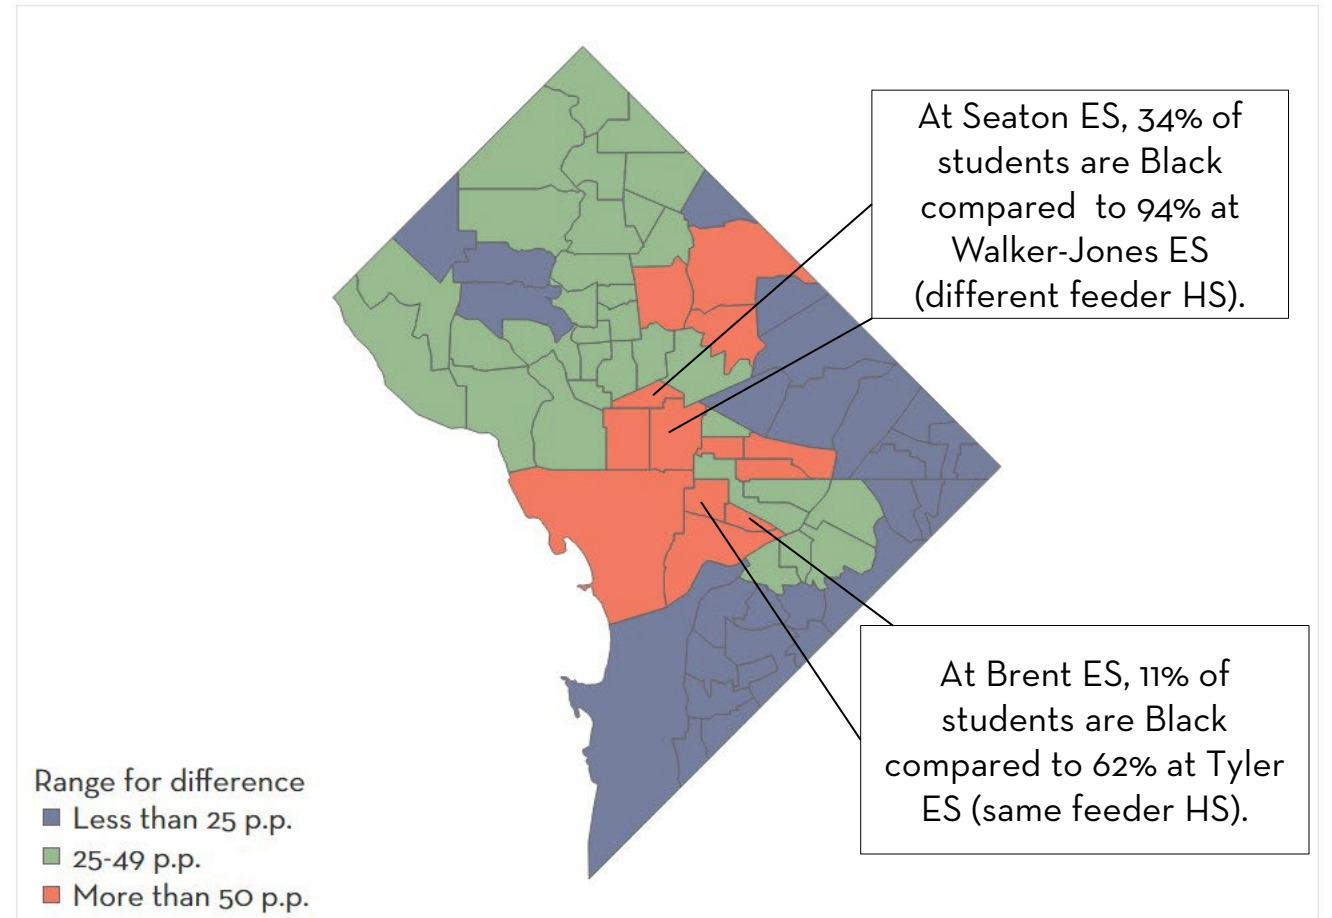 At Seaton ES, 34% of
students are Black
compared to 94% at
Walker-Jones ES
(different feeder HS).
At Brent ES, 11% of
students are Black
compared to 62% at Tyler
ES (same feeder HS).
Range for difference
Less than 25 p.p.
25-49 p.p.
More than 50 p.p.